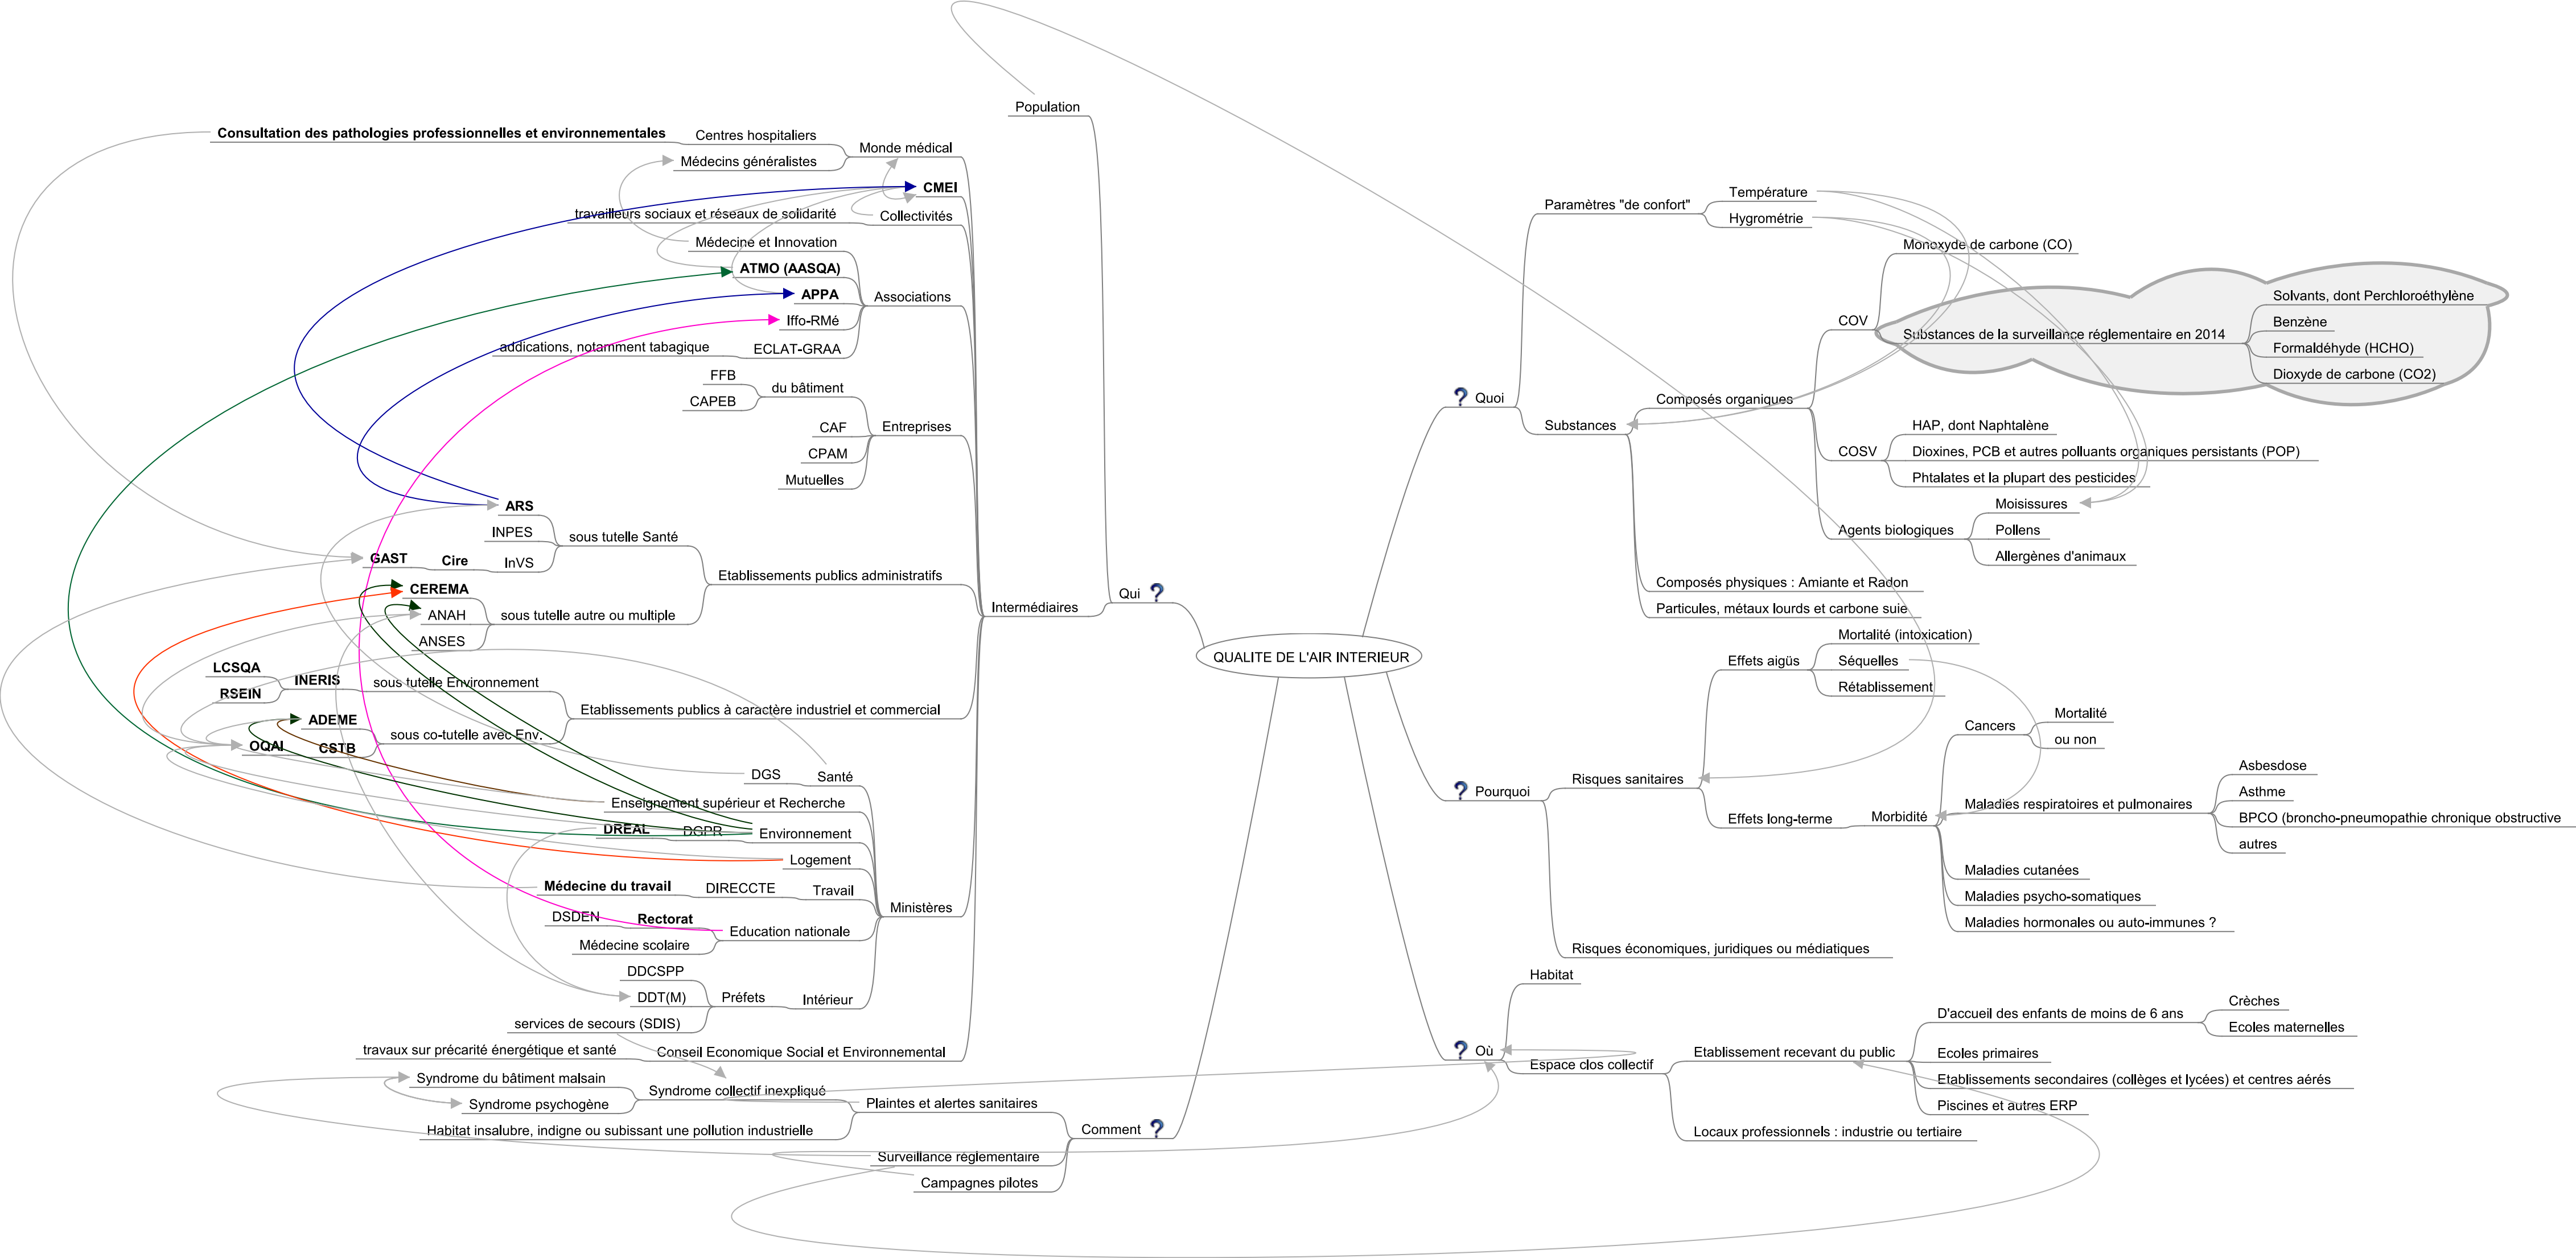 Population
Consultation des pathologies professionnelles et environnementales
Centres hospitaliers
Monde médical
Médecins généralistes
CMEI
travailleurs sociaux et réseaux de solidarité
Collectivités
Médecine et Innovation
ATMO (AASQA)
APPA
Associations
Iffo-RMé
addications, notamment tabagique
ECLAT-GRAA
FFB
du bâtiment
CAPEB
CAF
Entreprises
CPAM
Mutuelles
ARS
INPES
sous tutelle Santé
GAST
Cire
InVS
Etablissements publics administratifs
CEREMA
ANAH
sous tutelle autre ou multiple
ANSES
Intermédiaires
Qui
LCSQA
INERIS
sous tutelle Environnement
RSEIN
Etablissements publics à caractère industriel et commercial
ADEME
sous co-tutelle avec Env.
OQAI
CSTB
DGS
Santé
Enseignement supérieur et Recherche
DREAL
DGPR
Environnement
Logement
Médecine du travail
DIRECCTE
Travail
Ministères
DSDEN
Rectorat
Education nationale
Médecine scolaire
DDCSPP
DDT(M)
Préfets
Intérieur
services de secours (SDIS)
travaux sur précarité énergétique et santé
Conseil Economique Social et Environnemental
Syndrome du bâtiment malsain
Syndrome collectif inexpliqué
Syndrome psychogène
Plaintes et alertes sanitaires
Habitat insalubre, indigne ou subissant une pollution industrielle
Comment
Surveillance réglementaire
Campagnes pilotes
QUALITE DE L'AIR INTERIEUR
Quoi
Paramètres "de confort"
Température
Hygrométrie
Substances
Composés organiques
COV
Monoxyde de carbone (CO)
Substances de la surveillance réglementaire en 2014
Solvants, dont Perchloroéthylène
Benzène
Formaldéhyde (HCHO)
Dioxyde de carbone (CO2)
COSV
HAP, dont Naphtalène
Dioxines, PCB et autres polluants organiques persistants (POP)
Phtalates et la plupart des pesticides
Agents biologiques
Moisissures
Pollens
Allergènes d'animaux
Composés physiques : Amiante et Radon
Particules, métaux lourds et carbone suie
Pourquoi
Risques sanitaires
Effets aigüs
Mortalité (intoxication)
Séquelles
Rétablissement
Effets long-terme
Morbidité
Cancers
Mortalité
ou non
Maladies respiratoires et pulmonaires
Asbesdose
Asthme
BPCO (broncho-pneumopathie chronique obstructive
autres
Maladies cutanées
Maladies psycho-somatiques
Maladies hormonales ou auto-immunes ?
Risques économiques, juridiques ou médiatiques
Où
Habitat
Espace clos collectif
Etablissement recevant du public
D'accueil des enfants de moins de 6 ans
Crèches
Ecoles maternelles
Ecoles primaires
Etablissements secondaires (collèges et lycées) et centres aérés
Piscines et autres ERP
Locaux professionnels : industrie ou tertiaire